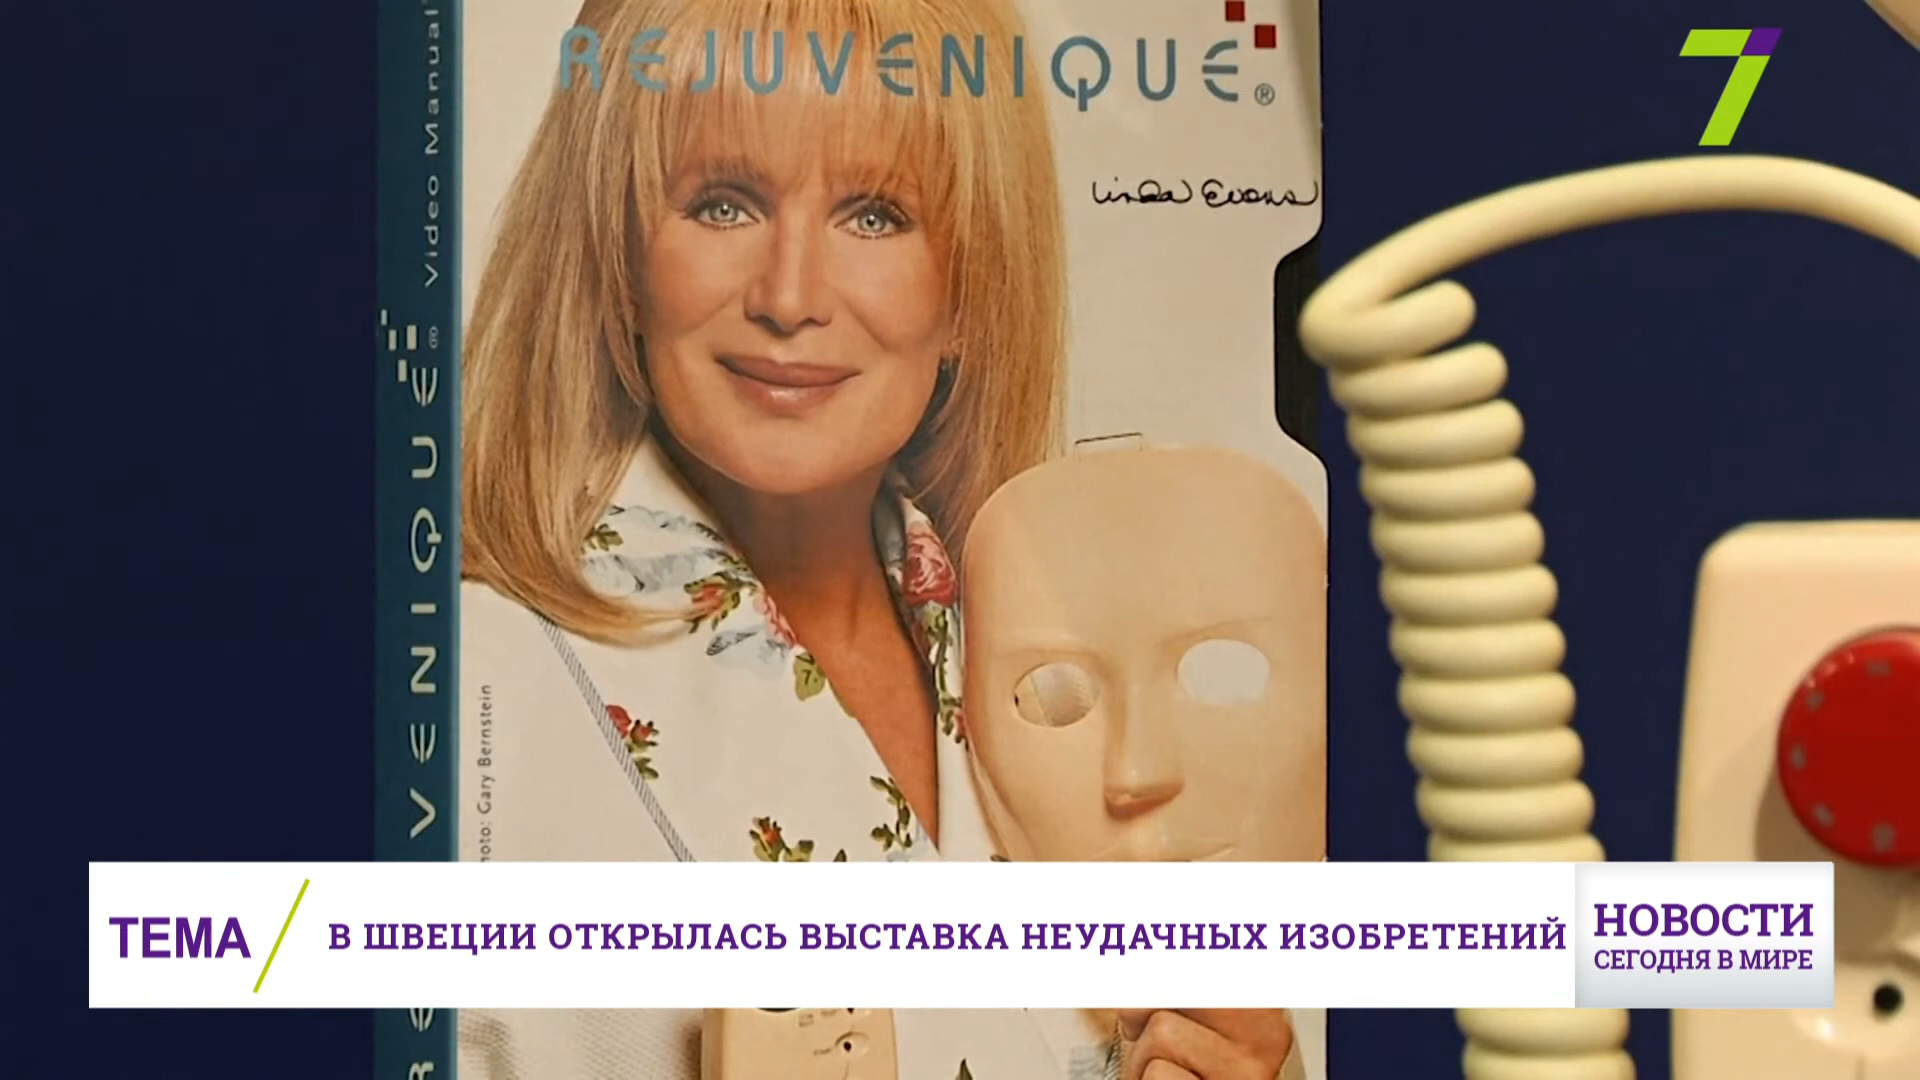 REJUVENIQUE®
Linda Evans
7
REJUVENIQUE® Video Manual
Photo: Gary Bernstein
ТЕМА
В ШВЕЦИИ ОТКРЫЛАСЬ ВЫСТАВКА НЕУДАЧНЫХ ИЗОБРЕТЕНИЙ
НОВОСТИ
СЕГОДНЯ В МИРЕ